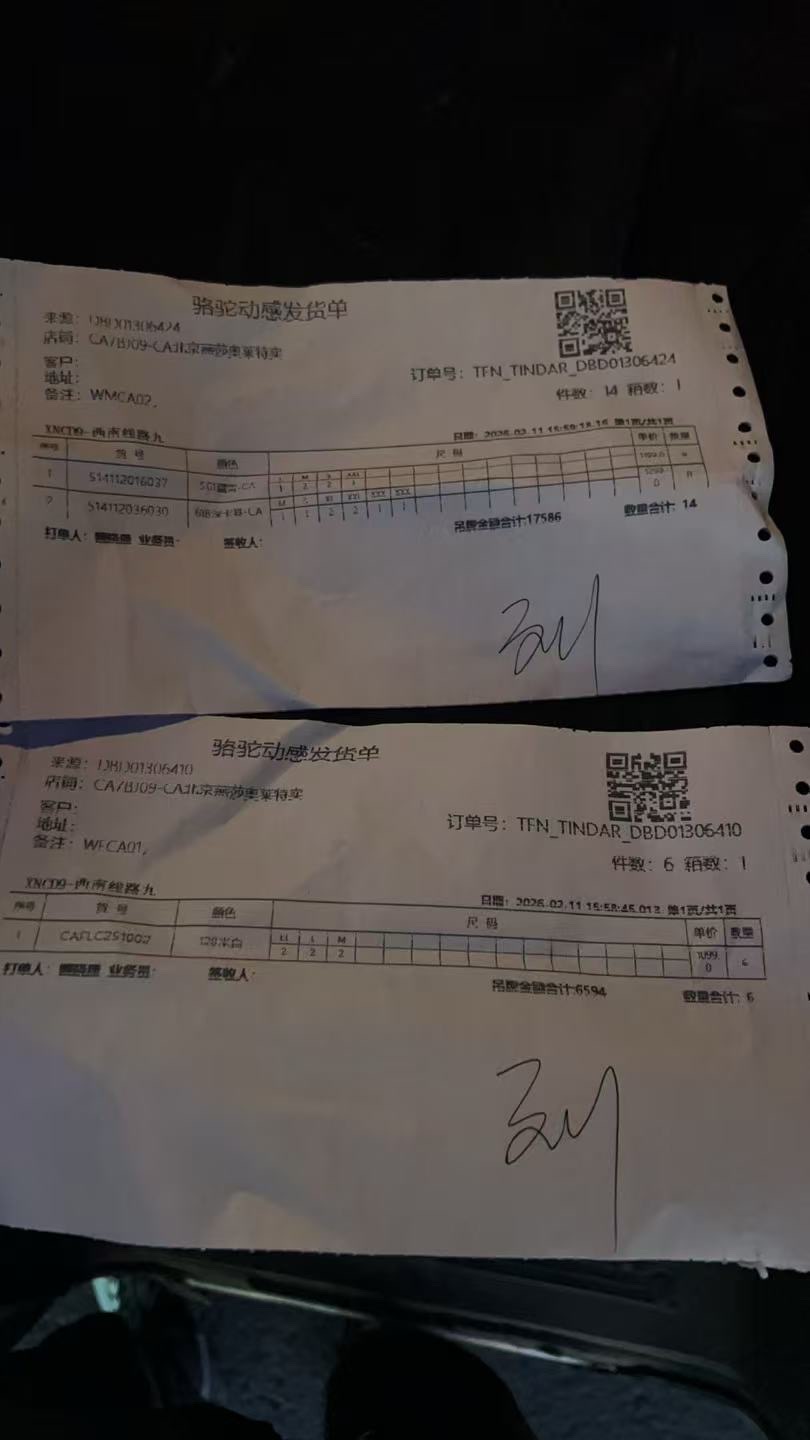 骆驼动感发货单
来源: DBD01306424
店铺: CA7BJ09-CA北京燕莎奥莱特卖
客户:
地址:
订单号: TFN_TINDAR_DBD01306424
备注: WMCA02,
件数: 14 箱数: 1
XNCD9-西南线路九
日期: 2026-02-11 15:59:18.16 第1页/共1页
序号 货号 颜色 尺码 单价 数量
1 514112016037
2 514112036030
打单人: 业务员: 签收人: 吊牌金额合计:17586 数量合计: 14
刘
骆驼动感发货单
来源: DBD01306410
店铺: CA7BJ09-CA北京燕莎奥莱特卖
客户:
地址:
订单号: TFN_TINDAR_DBD01306410
备注: WFCA01,
件数: 6 箱数: 1
XNCD9-西南线路九
日期: 2026-02-11 15:58:45.013 第1页/共1页
序号 货号 颜色 尺码 单价 数量
1 128米白 L M 1099.0 6
2 2 2
打单人: 业务员: 签收人: 吊牌金额合计:6594 数量合计: 6
刘